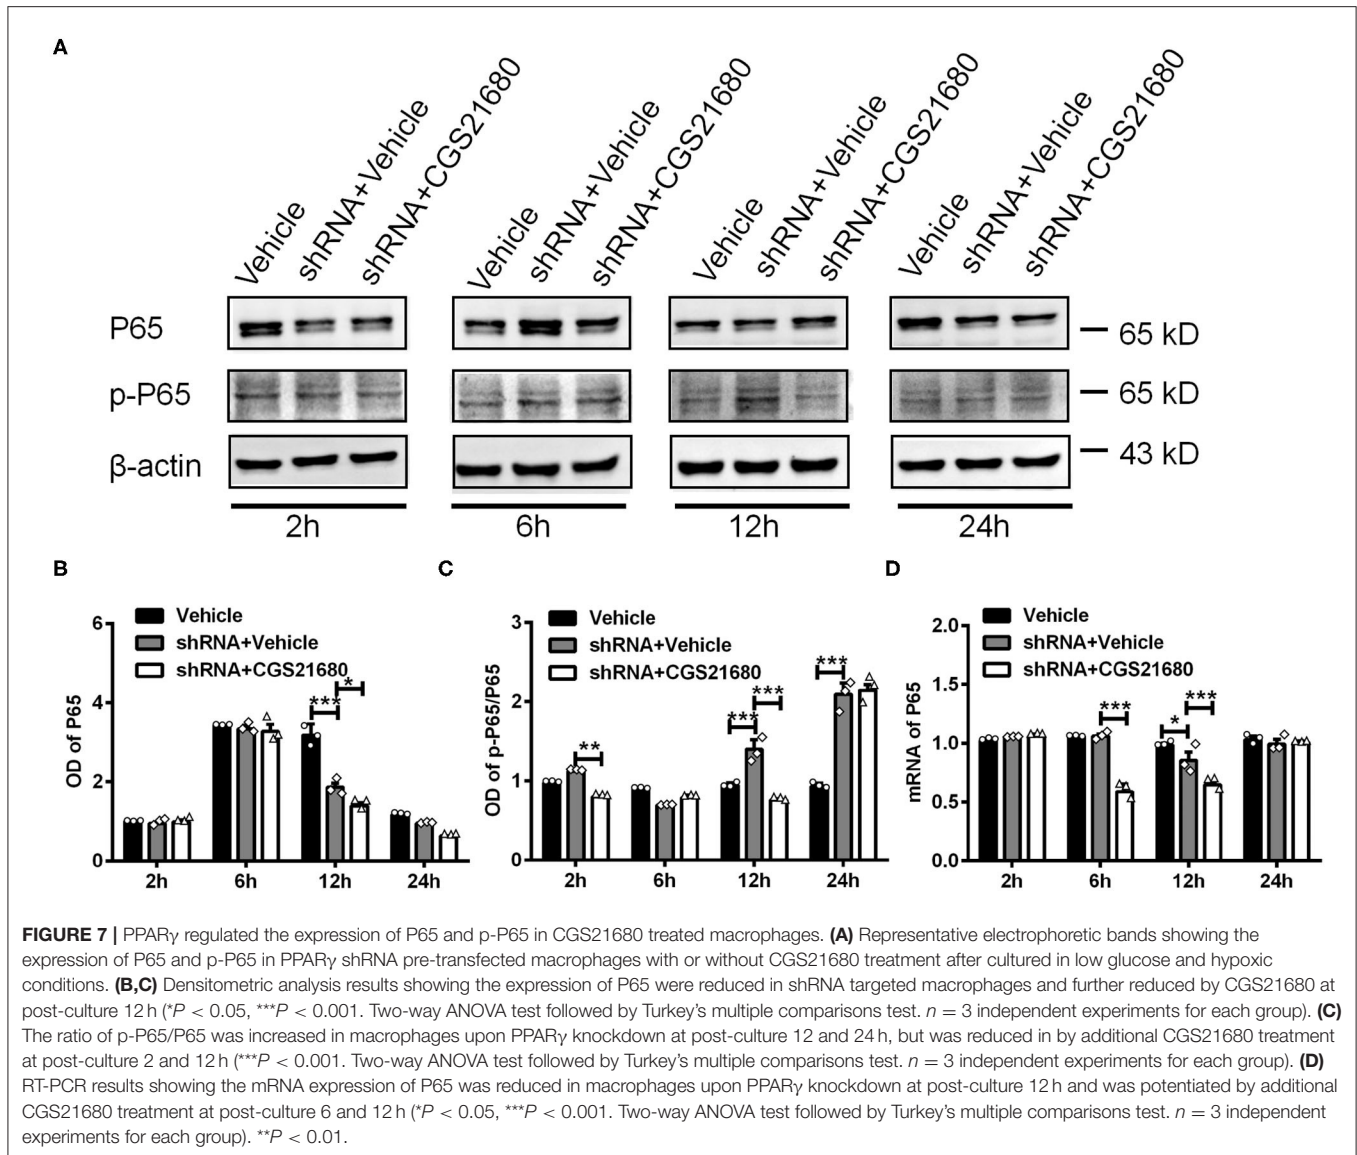 A
Vehicle
shRNA+Vehicle
shRNA+CGS21680
Vehicle
shRNA+Vehicle
shRNA+CGS21680
Vehicle
shRNA+Vehicle
shRNA+CGS21680
Vehicle
shRNA+Vehicle
shRNA+CGS21680
P65
65 kD
p-P65
65 kD
β-actin
43 kD
2h
6h
12h
24h
B
Vehicle
shRNA+Vehicle
shRNA+CGS21680
OD of P65
6
4
2
0
***
*
2h
6h
12h
24h
C
Vehicle
shRNA+Vehicle
shRNA+CGS21680
OD of p-P65/P65
3
2
1
0
**
***
***
***
2h
6h
12h
24h
D
Vehicle
shRNA+Vehicle
shRNA+CGS21680
mRNA of P65
2.0
1.5
1.0
0.5
0.0
***
*
***
2h
6h
12h
24h
FIGURE 7 | PPARγ regulated the expression of P65 and p-P65 in CGS21680 treated macrophages. (A) Representative electrophoretic bands showing the
expression of P65 and p-P65 in PPARγ shRNA pre-transfected macrophages with or without CGS21680 treatment after cultured in low glucose and hypoxic
conditions. (B,C) Densitometric analysis results showing the expression of P65 were reduced in shRNA targeted macrophages and further reduced by CGS21680 at
post-culture 12 h (*P < 0.05, ***P < 0.001. Two-way ANOVA test followed by Turkey's multiple comparisons test. n = 3 independent experiments for each group). (C)
The ratio of p-P65/P65 was increased in macrophages upon PPARγ knockdown at post-culture 12 and 24 h, but was reduced in by additional CGS21680 treatment
at post-culture 2 and 12 h (***P < 0.001. Two-way ANOVA test followed by Turkey's multiple comparisons test. n = 3 independent experiments for each group). (D)
RT-PCR results showing the mRNA expression of P65 was reduced in macrophages upon PPARγ knockdown at post-culture 12 h and was potentiated by additional
CGS21680 treatment at post-culture 6 and 12 h (*P < 0.05, ***P < 0.001. Two-way ANOVA test followed by Turkey's multiple comparisons test. n = 3 independent
experiments for each group). **P < 0.01.